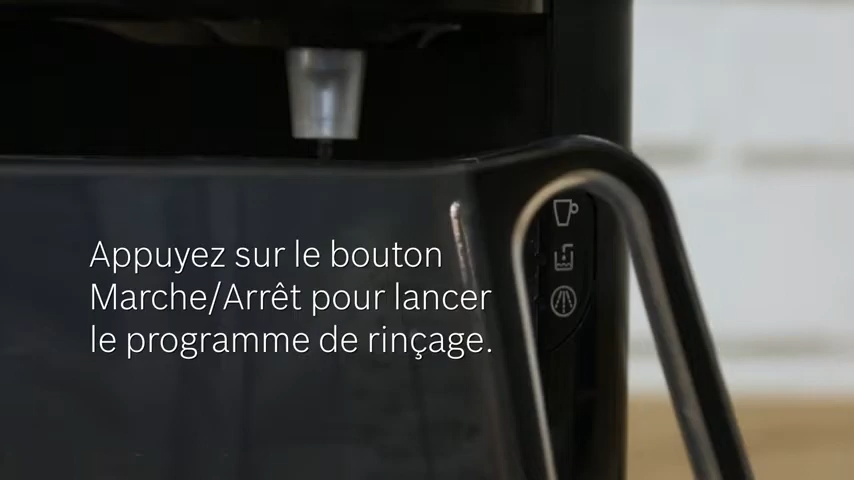 Appuyez sur le bouton
Marche/Arrêt pour lancer
le programme de rinçage.